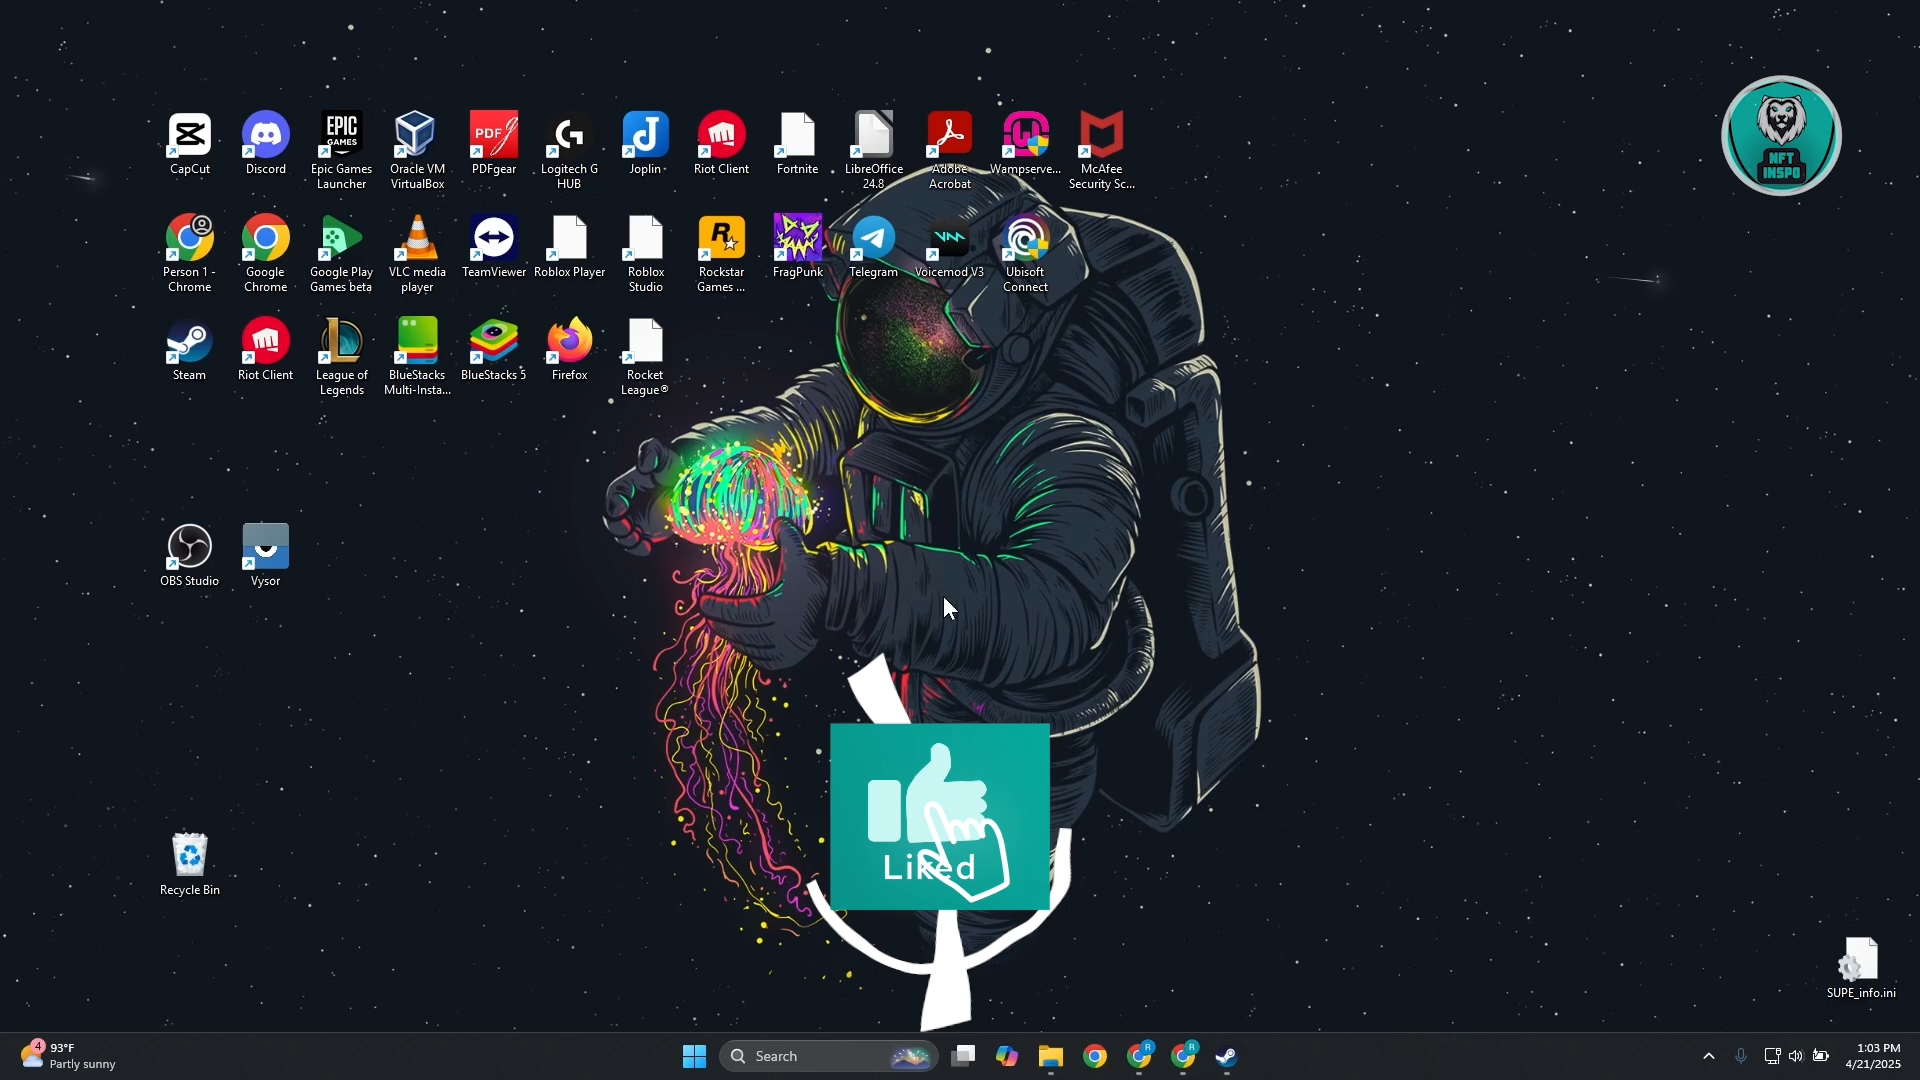 CapCut
Discord
EPIC
GAMES
Epic Games
Launcher
Oracle VM
VirtualBox
PDF
PDFgear
Logitech G
HUB
Joplin
Riot Client
Fortnite
LibreOffice
24.8
Adobe
Acrobat
Wampserve...
McAfee
Security Sc...
NFT
INSPO
Person 1 -
Chrome
Google
Chrome
Google Play
Games beta
VLC media
player
TeamViewer
Roblox Player
Roblox
Studio
R
Rockstar
Games ...
FragPunk
Telegram
Voicemod V3
Ubisoft
Connect
Steam
Riot Client
League of
Legends
BlueStacks
Multi-Insta...
BlueStacks 5
Firefox
Rocket
League®
OBS Studio
Vysor
Liked
Recycle Bin
SUPE_info.ini
4
93°F
Partly sunny
Search
R
R
1:03 PM
4/21/2025